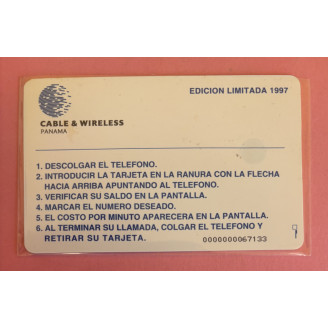 EDICION LIMITADA 1997
CABLE & WIRELESS
PANAMA
1. DESCOLGAR EL TELEFONO.
2. INTRODUCIR LA TARJETA EN LA RANURA CON LA FLECHA
HACIA ARRIBA APUNTANDO AL TELEFONO.
3. VERIFICAR SU SALDO EN LA PANTALLA.
4. MARCAR EL NUMERO DESEADO.
5. EL COSTO POR MINUTO APARECERA EN LA PANTALLA.
6. AL TERMINAR SU LLAMADA, COLGAR EL TELEFONO Y
RETIRAR SU TARJETA. 0000000067133